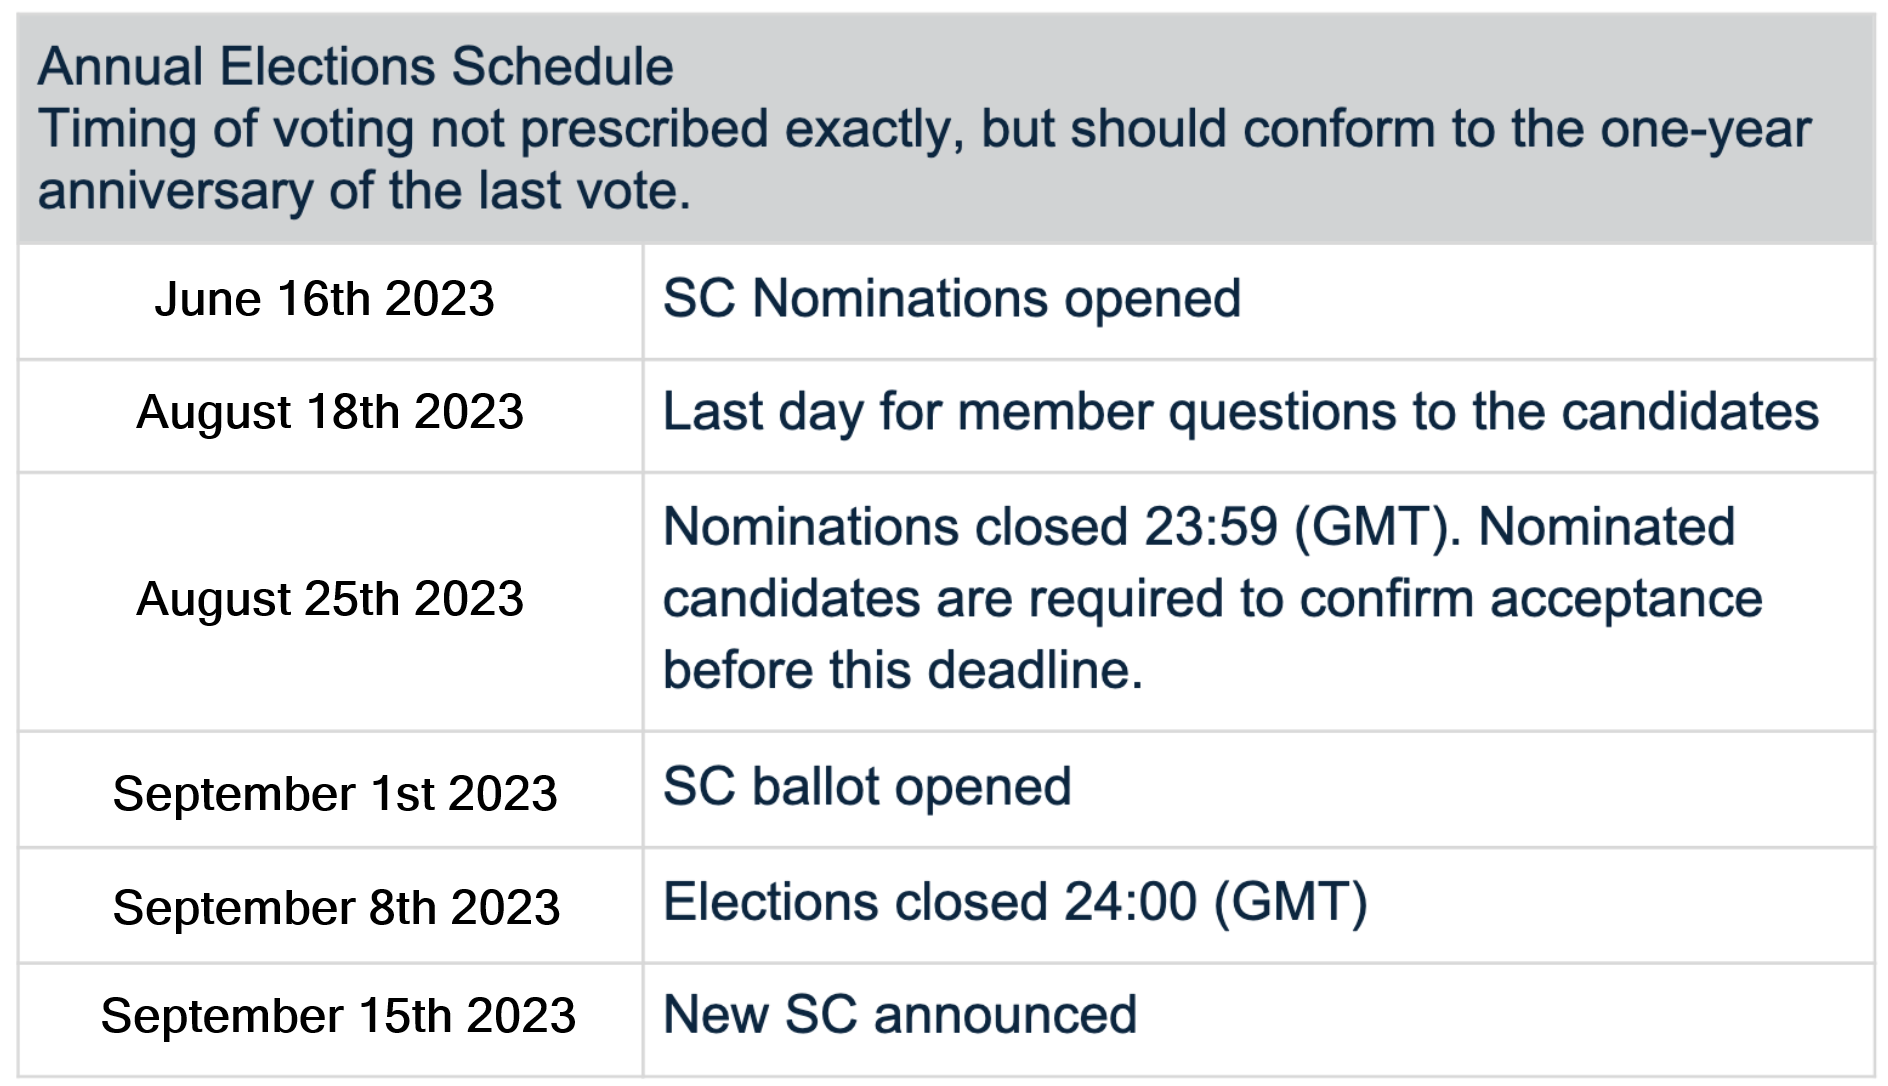 Annual Elections Schedule
Timing of voting not prescribed exactly, but should conform to the one-year
anniversary of the last vote.
June 16th 2023
SC Nominations opened
August 18th 2023
Last day for member questions to the candidates
August 25th 2023
Nominations closed 23:59 (GMT). Nominated
candidates are required to confirm acceptance
before this deadline.
September 1st 2023
SC ballot opened
September 8th 2023
Elections closed 24:00 (GMT)
September 15th 2023
New SC announced